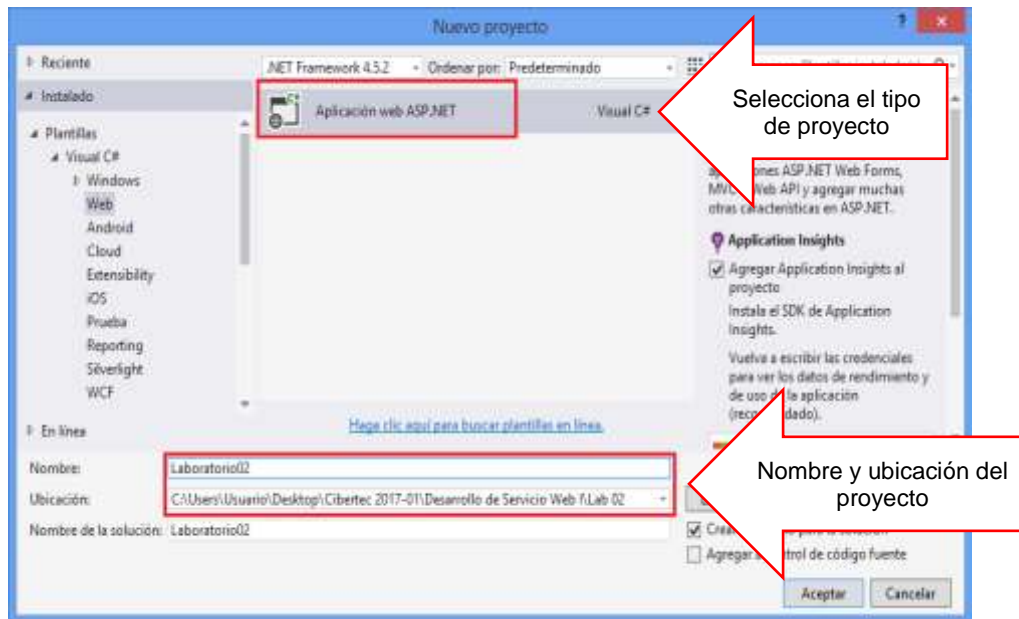 Nuevo proyecto
?
Reciente
.NET Framework 4.5.2
Ordenar por: Predeterminado
Instalado
Aplicación web ASP.NET
Visual C#
Selecciona el tipo
de proyecto
Plantillas
Visual C#
Windows
Web
Android
Cloud
Extensibility
iOS
Prueba
Reporting
Silverlight
WCF
En línea
ASP.NET Web Forms,
MVC Web API y agregar muchas
otras características en ASP.NET.
Application Insights
Agregar Application Insights al
proyecto
Instala el SDK de Application
Insights.
Vuelva a escribir las credenciales
para ver los datos de rendimiento y
de uso de la aplicación
Haga clic aquí para buscar plantillas en línea.
Nombre: Laboratorio02
Ubicación: C:\Users\Usuario\Desktop\Cibertec 2017-01\Desarrollo de Servicio Web I\Lab 02
Nombre de la solución: Laboratorio02
Nombre y ubicación del
proyecto
código fuente
Aceptar
Cancelar